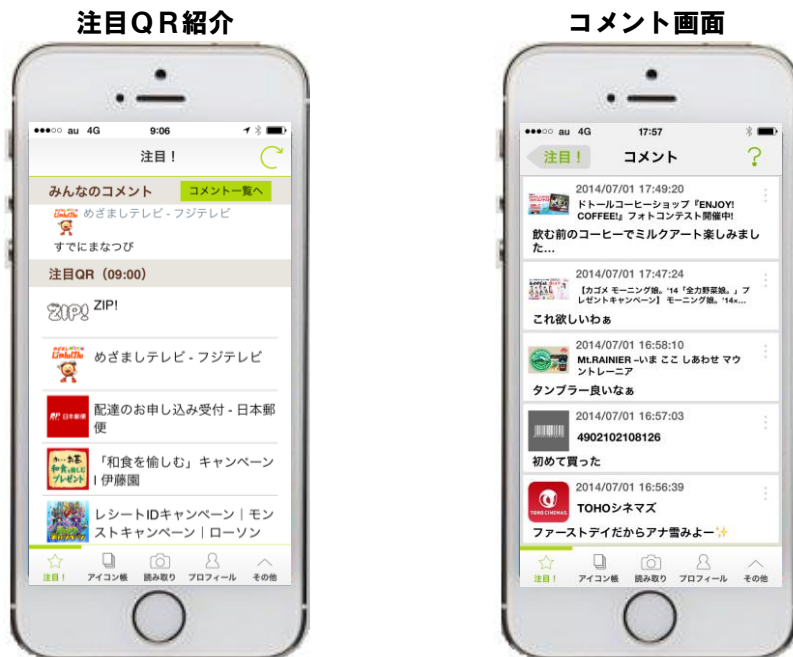 注目QR紹介
●●●○○ au 4G 9:06
注目！
みんなのコメント コメント一覧へ
めざましテレビ - フジテレビ
すでにまなつび
注目QR（09:00）
ZIP!
ZIP!
めざましテレビ - フジテレビ
日本郵便
配達のお申し込み受付 - 日本郵
便
「和食を愉しむ」キャンペーン
| 伊藤園
レシートIDキャンペーン｜モン
ストキャンペーン｜ローソン
注目！ アイコン帳 読み取り プロフィール その他
コメント画面
●●●○○ au 4G 17:57
注目！ コメント ?
2014/07/01 17:49:20
ドトールコーヒーショップ『ENJOY!
COFFEE!』フォトコンテスト開催中!
飲む前のコーヒーでミルクアート楽しみまし
た...
2014/07/01 17:47:24
【カゴメ モーニング娘。'14「全力野菜娘。」プ
レゼントキャンペーン】 モーニング娘。'14×...
これ欲しいわぁ
2014/07/01 16:58:10
Mt.RAINIER –いま ここ しあわせ マウ
ントレーニア
タンブラー良いなぁ
2014/07/01 16:57:03
4902102108126
初めて買った
2014/07/01 16:56:39
TOHO CINEMAS
TOHOシネマズ
ファーストデイだからアナ雪みよー✨
注目！ アイコン帳 読み取り プロフィール その他